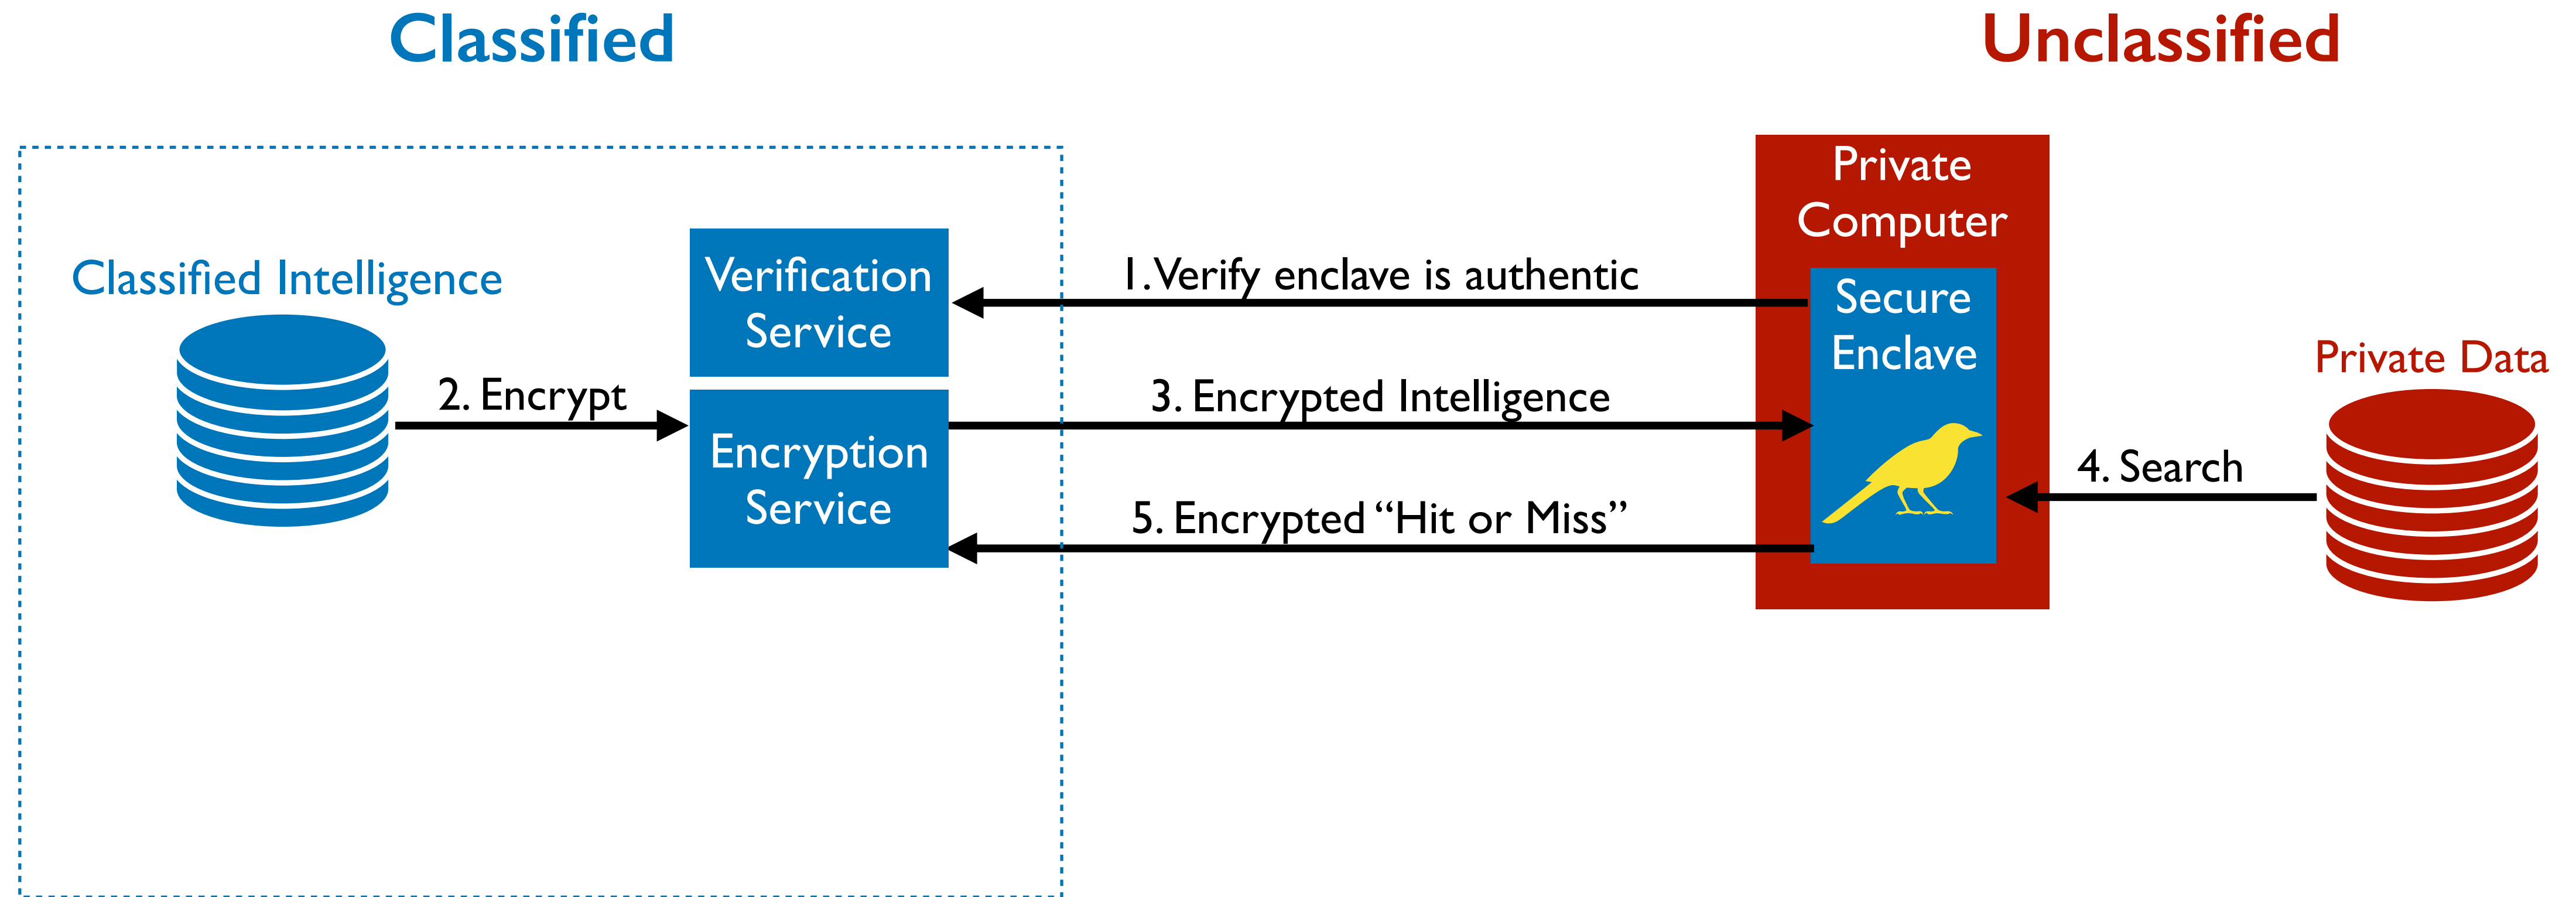 Classified
Unclassified
Classified Intelligence
Verification
Service
2. Encrypt
Encryption
Service
1. Verify enclave is authentic
3. Encrypted Intelligence
5. Encrypted “Hit or Miss”
Private
Computer
Secure
Enclave
4. Search
Private Data